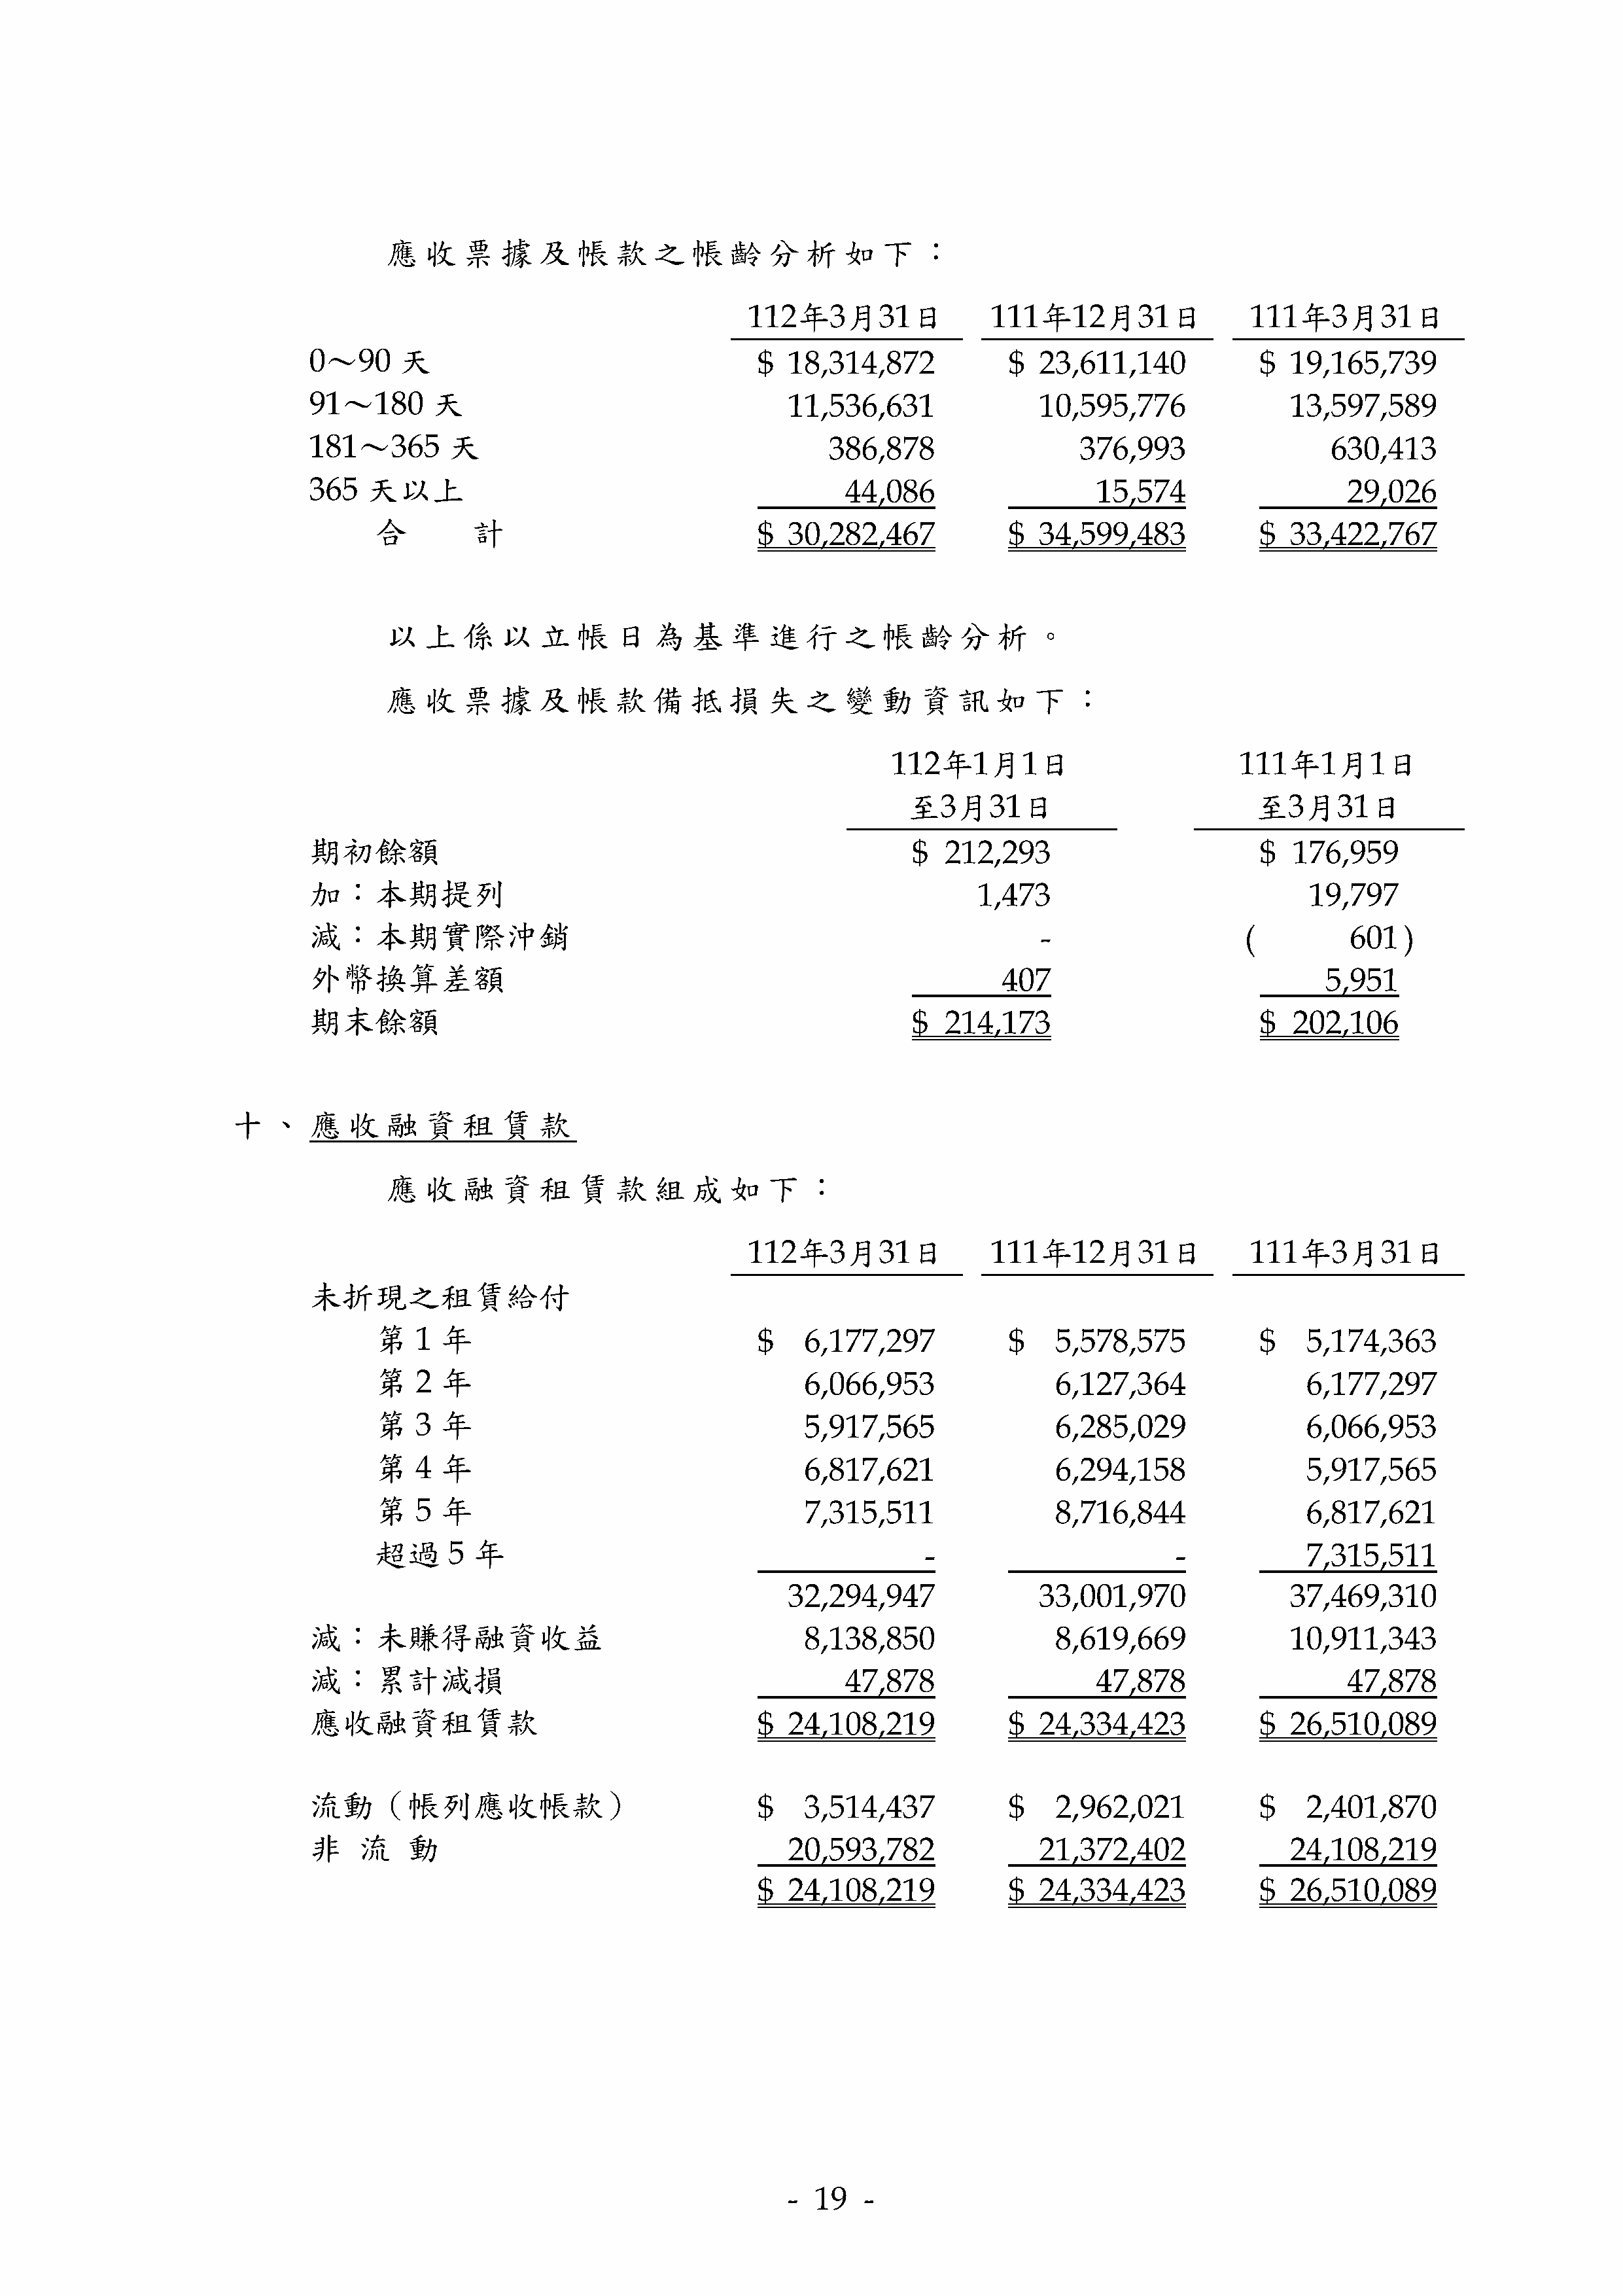 應收票據及帳款之帳齡分析如下：
112年3月31日 111年12月31日 111年3月31日
0～90 天 $ 18,314,872 $ 23,611,140 $ 19,165,739
91～180 天 11,536,631 10,595,776 13,597,589
181～365 天 386,878 376,993 630,413
365 天以上 44,086 15,574 29,026
合 計 $ 30,282,467 $ 34,599,483 $ 33,422,767
以上係以立帳日為基準進行之帳齡分析。
應收票據及帳款備抵損失之變動資訊如下：
112年1月1日 111年1月1日
至3月31日 至3月31日
期初餘額 $ 212,293 $ 176,959
加：本期提列 1,473 19,797
減：本期實際沖銷 - ( 601)
外幣換算差額 407 5,951
期末餘額 $ 214,173 $ 202,106
十、應收融資租賃款
應收融資租賃款組成如下：
112年3月31日 111年12月31日 111年3月31日
未折現之租賃給付
第 1 年 $ 6,177,297 $ 5,578,575 $ 5,174,363
第 2 年 6,066,953 6,127,364 6,177,297
第 3 年 5,917,565 6,285,029 6,066,953
第 4 年 6,817,621 6,294,158 5,917,565
第 5 年 7,315,511 8,716,844 6,817,621
超過 5 年 - - 7,315,511
32,294,947 33,001,970 37,469,310
減：未賺得融資收益 8,138,850 8,619,669 10,911,343
減：累計減損 47,878 47,878 47,878
應收融資租賃款 $ 24,108,219 $ 24,334,423 $ 26,510,089
流動（帳列應收帳款） $ 3,514,437 $ 2,962,021 $ 2,401,870
非 流 動 20,593,782 21,372,402 24,108,219
$ 24,108,219 $ 24,334,423 $ 26,510,089
- 19 -